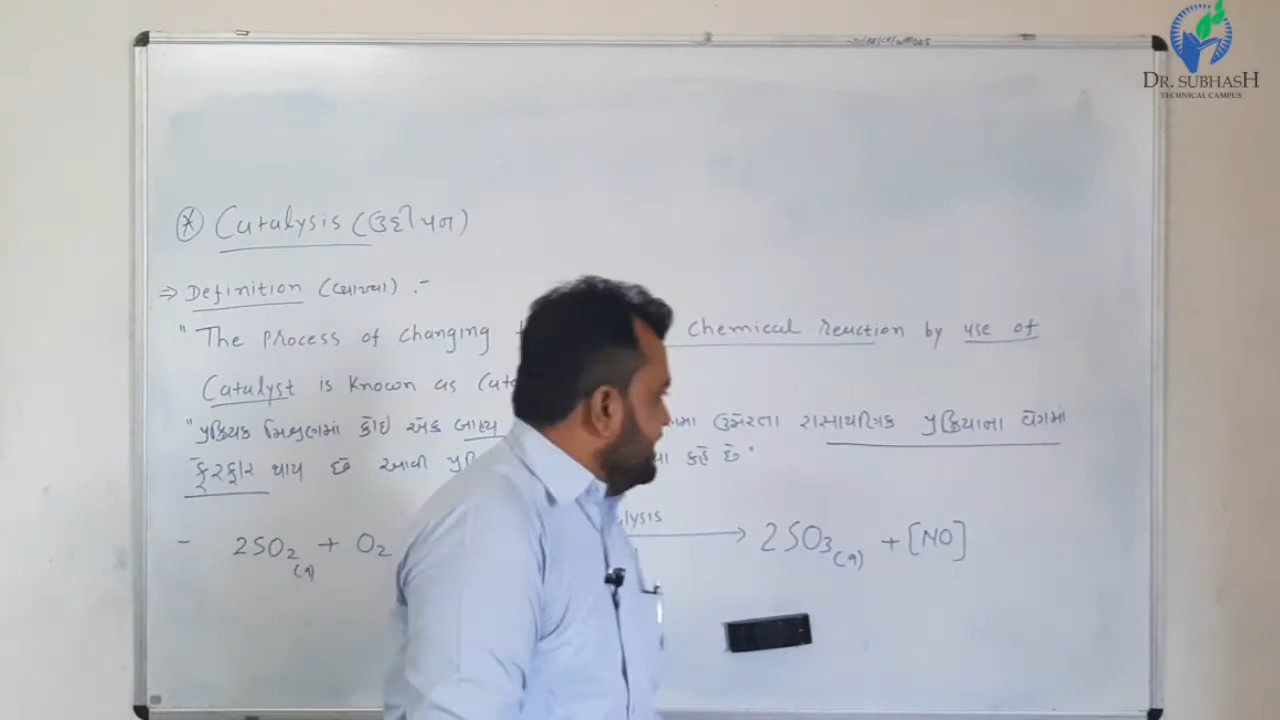 DR. SUBHASH
TECHNICAL CAMPUS
* Catalysis (ઉદ્દીપન)
⇒ Definition (વ્યાખ્યા) :-
" The Process of changing Chemical reaction by use of
Catalyst is known as
"પ્રક્રિયક મિશ્રણમાં કોઇ એક બાહ્ય ઉમેરતા રાસાયણિક પ્રક્રિયાના વેગમાં
ફેરફાર થાય છે આવી કહે છે"
- 2SO2(g) + O2 lysis → 2SO3(g) + [NO]